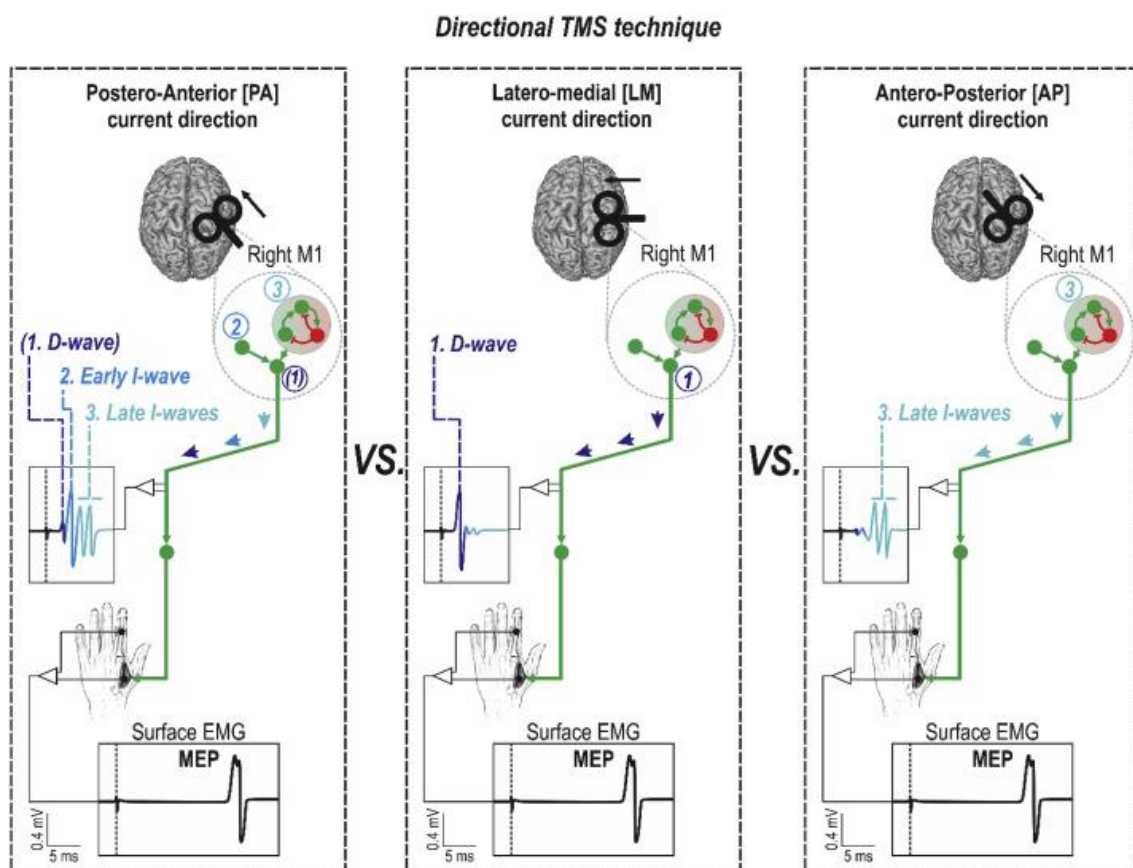 Directional TMS technique
Postero-Anterior [PA]
current direction
Right M1
3
2
(1. D-wave)
(1)
2. Early I-wave
3. Late I-waves
Surface EMG
MEP
0.4 mV
5 ms
VS.
Latero-medial [LM]
current direction
Right M1
1. D-wave
1
Surface EMG
MEP
0.4 mV
5 ms
VS.
Antero-Posterior [AP]
current direction
Right M1
3
3. Late I-waves
Surface EMG
MEP
0.4 mV
5 ms